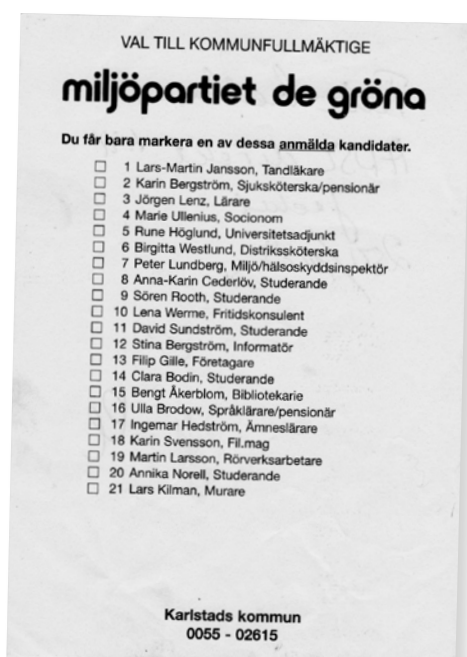 VAL TILL KOMMUNFULLMÄKTIGE
miljöpartiet de gröna
Du får bara markera en av dessa anmälda kandidater.
1 Lars-Martin Jansson, Tandläkare
2 Karin Bergström, Sjuksköterska/pensionär
3 Jörgen Lenz, Lärare
4 Marie Ullenius, Socionom
5 Rune Höglund, Universitetsadjunkt
6 Birgitta Westlund, Distrikssköterska
7 Peter Lundberg, Miljö/hälsoskyddsinspektör
8 Anna-Karin Cederlöv, Studerande
9 Sören Rooth, Studerande
10 Lena Werme, Fritidskonsulent
11 David Sundström, Studerande
12 Stina Bergström, Informatör
13 Filip Gille, Företagare
14 Clara Bodin, Studerande
15 Bengt Åkerblom, Bibliotekarie
16 Ulla Brodow, Språklärare/pensionär
17 Ingemar Hedström, Ämneslärare
18 Karin Svensson, Fil.mag
19 Martin Larsson, Rörverksarbetare
20 Annika Norell, Studerande
21 Lars Kilman, Murare
Karlstads kommun
0055 - 02615